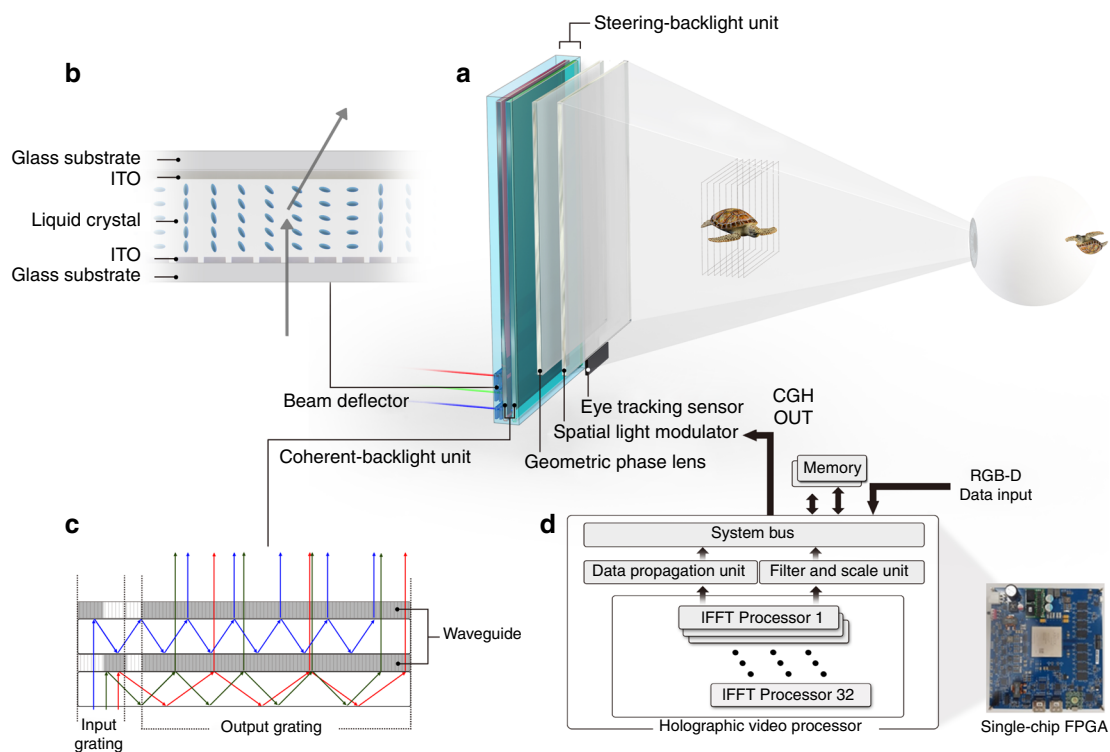 Steering-backlight unit
b
a
Glass substrate
ITO
Liquid crystal
ITO
Glass substrate
Beam deflector
Eye tracking sensor
Spatial light modulator
Geometric phase lens
Coherent-backlight unit
CGH
OUT
Memory
RGB-D
Data input
c
Waveguide
Input
grating
Output grating
d
System bus
Data propagation unit
Filter and scale unit
IFFT Processor 1
IFFT Processor 32
Holographic video processor
Single-chip FPGA